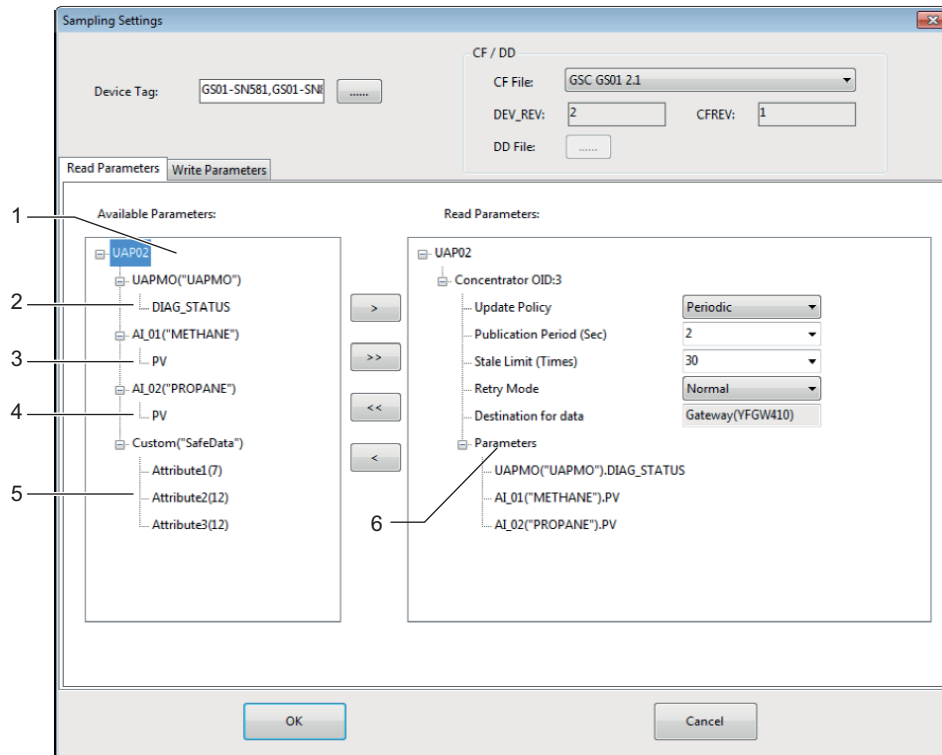 Sampling Settings
CF / DD
Device Tag: GS01-SN581,GS01-SN8 ......
CF File: GSC GS01 2.1
DEV_REV: 2 CFREV: 1
DD File: ......
Read Parameters Write Parameters
1
Available Parameters:
UAP02
UAPMO("UAPMO")
2
DIAG_STATUS
AI_01("METHANE")
3
PV
AI_02("PROPANE")
4
PV
Custom("SafeData")
Attribute1(7)
5
Attribute2(12)
Attribute3(12)
>
>>
<<
<
Read Parameters:
UAP02
Concentrator OID:3
Update Policy Periodic
Publication Period (Sec) 2
Stale Limit (Times) 30
Retry Mode Normal
Destination for data Gateway(YFGW410)
Parameters
6
UAPMO("UAPMO").DIAG_STATUS
AI_01("METHANE").PV
AI_02("PROPANE").PV
OK Cancel